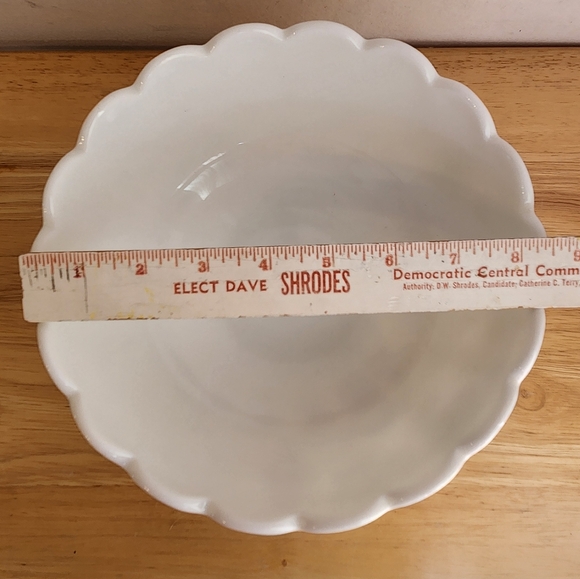 1 2 3 4 5 6 7 8 9
ELECT DAVE SHRODES Democratic Central Comm
Authority: D.W. Shrodes, Candidate; Catherine C. Terry,